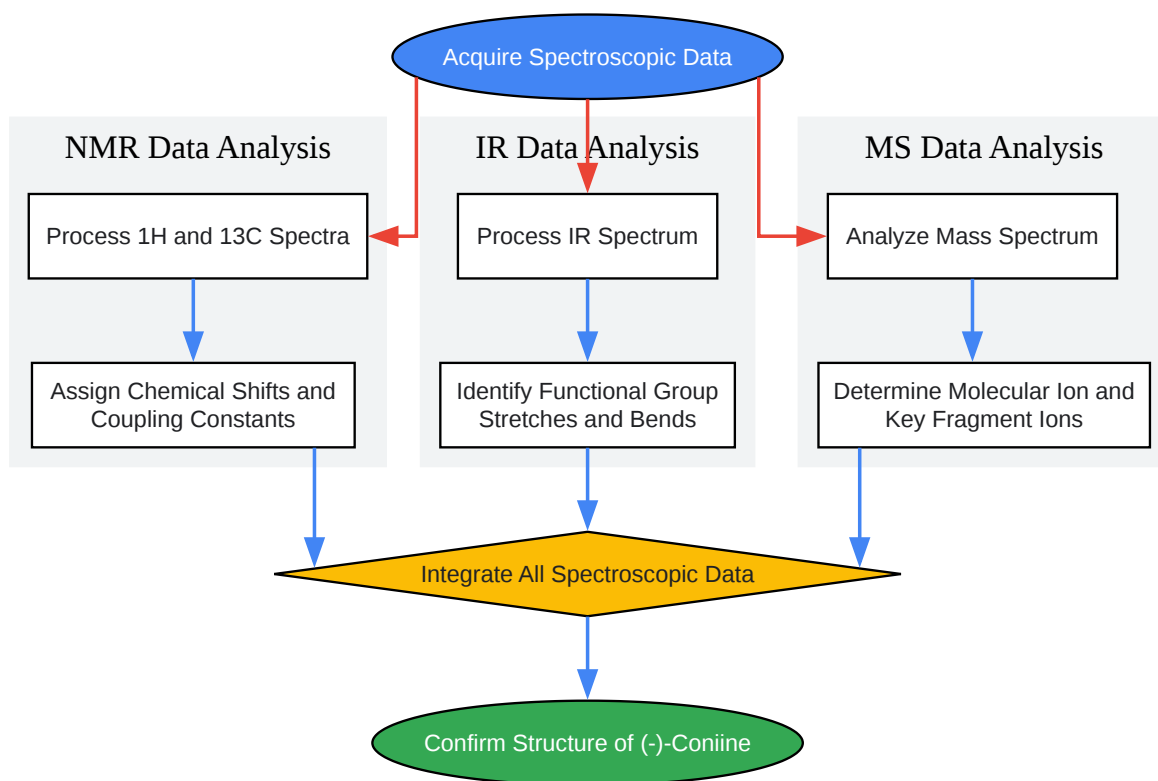 Acquire Spectroscopic Data
NMR Data Analysis
IR Data Analysis
MS Data Analysis
Process 1H and 13C Spectra
Process IR Spectrum
Analyze Mass Spectrum
Assign Chemical Shifts and
Coupling Constants
Identify Functional Group
Stretches and Bends
Determine Molecular Ion and
Key Fragment Ions
Integrate All Spectroscopic Data
Confirm Structure of (-)-Coniine